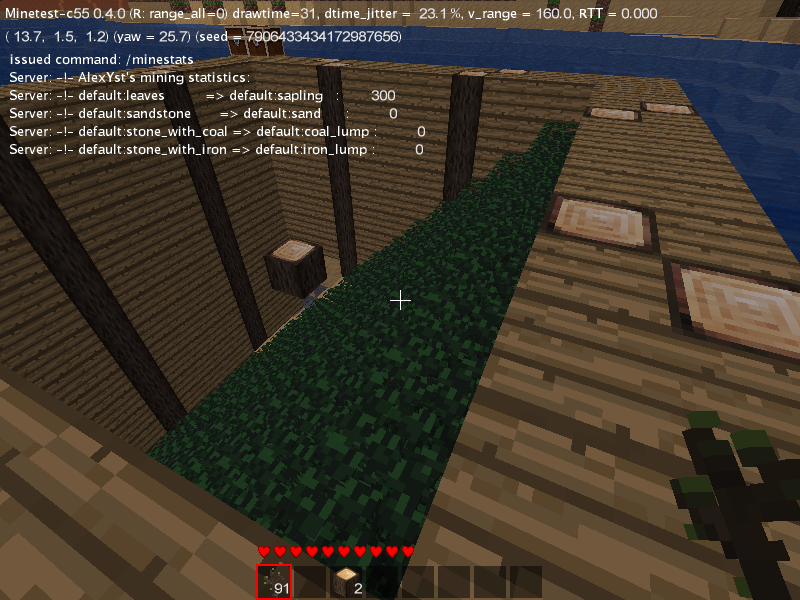 Minetest-c55 0.4.0 (R: range_all=0) drawtime=31, dtime_jitter = 23.1 %, v_range = 160.0, RTT = 0.000
( 13.7, 1.5, 1.2) (yaw = 25.7) (seed = 7906433434172987656)
issued command: /minestats
Server: -!- AlexYst's mining statistics:
Server: -!- default:leaves => default:sapling : 300
Server: -!- default:sandstone => default:sand : 0
Server: -!- default:stone_with_coal => default:coal_lump : 0
Server: -!- default:stone_with_iron => default:iron_lump : 0
91 2